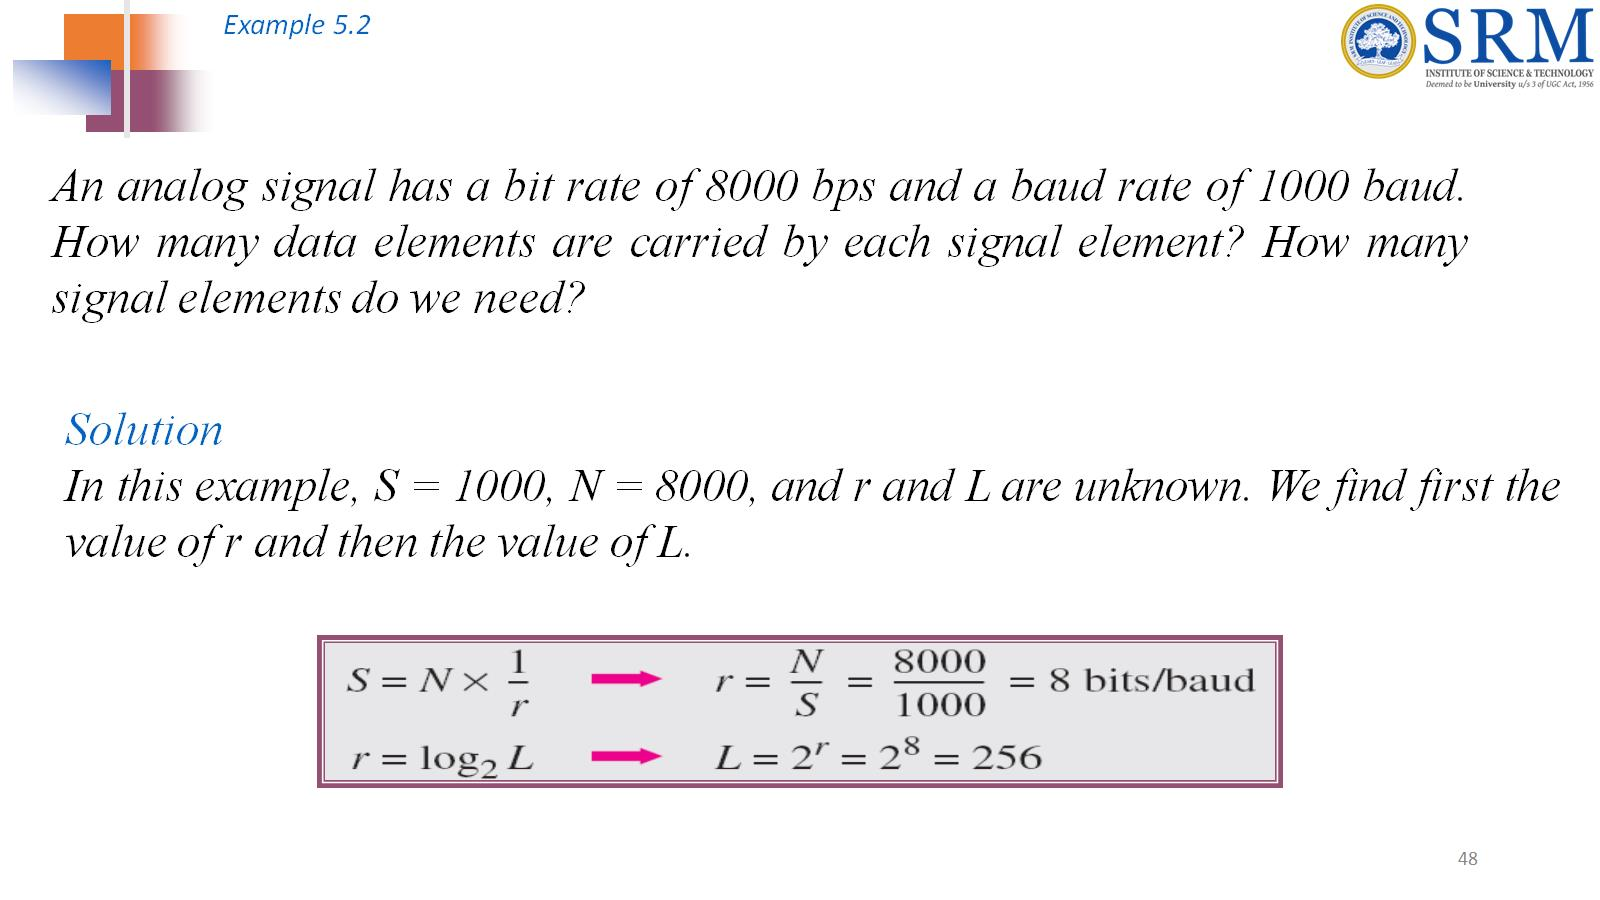 Example 5.2
SRM
INSTITUTE OF SCIENCE & TECHNOLOGY
Deemed to be University u/s 3 of UGC Act, 1956
An analog signal has a bit rate of 8000 bps and a baud rate of 1000 baud.
How many data elements are carried by each signal element? How many
signal elements do we need?
Solution
In this example, S = 1000, N = 8000, and r and L are unknown. We find first the
value of r and then the value of L.
S = N × 1/r r = N/S = 8000/1000 = 8 bits/baud
r = log₂ L L = 2ʳ = 2⁸ = 256
48